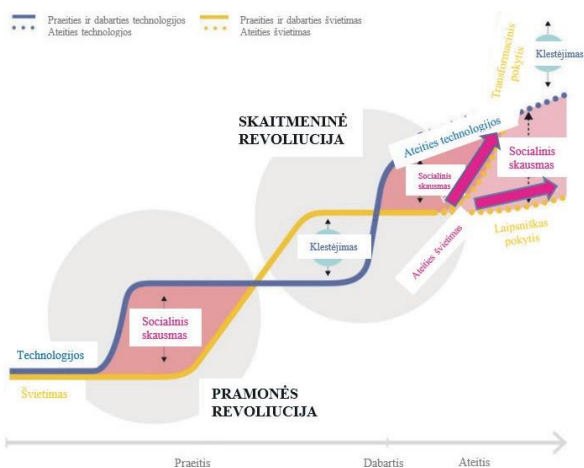 Praeities ir dabarties technologijos
Ateities technologijos
Praeities ir dabarties švietimas
Ateities švietimas
Transformacinis
pokytis
Klestėjimas
SKAITMENINĖ
REVOLIUCIJA
Ateities technologijos
Socialinis
skausmas
Socialinis
skausmas
Klestėjimas
Ateities švietimas
Laipsniškas
pokytis
Socialinis
skausmas
Technologijos
Švietimas
PRAMONĖS
REVOLIUCIJA
Praeitis
Dabartis
Ateitis